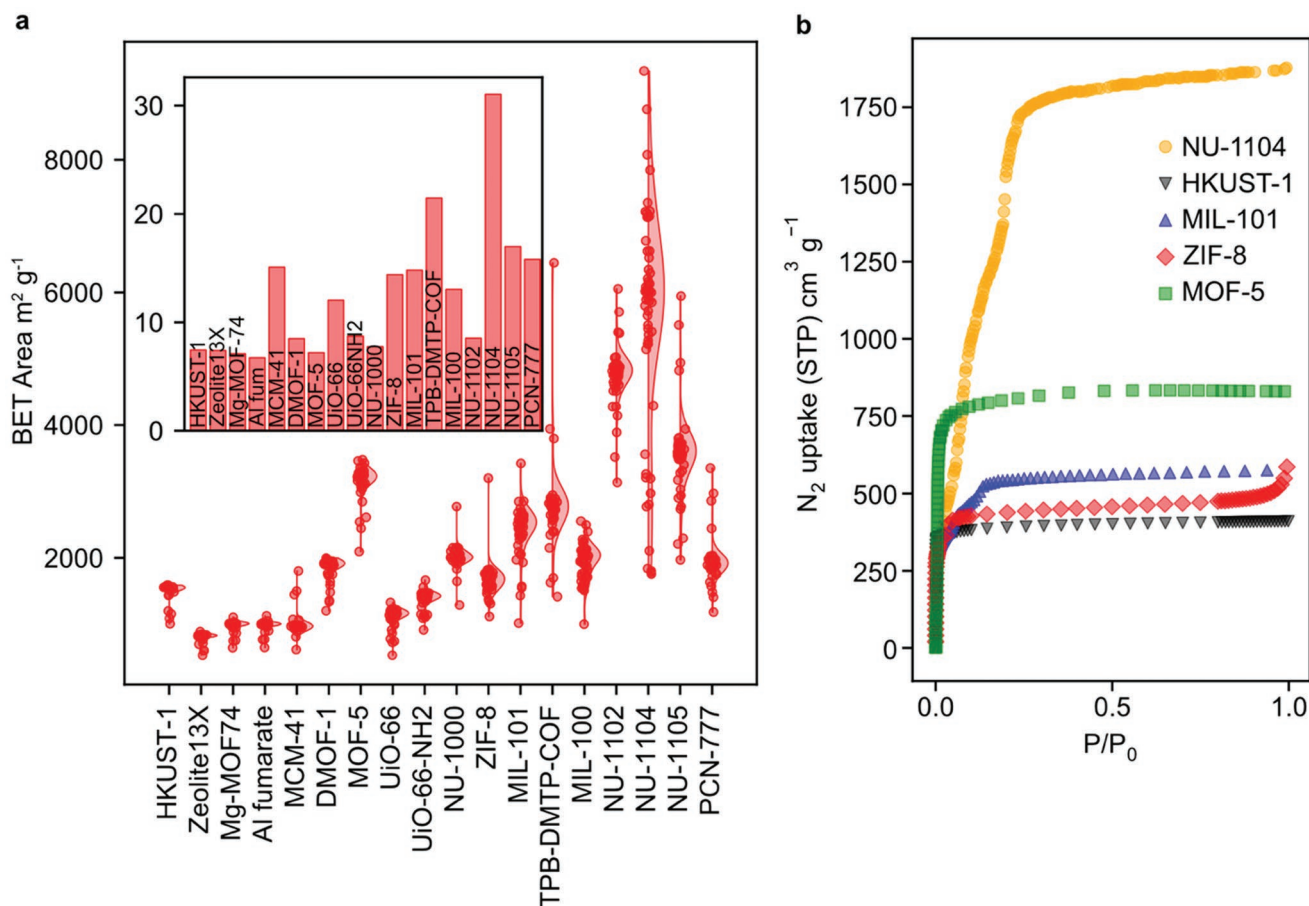 a
BET Area m² g⁻¹
8000
6000
4000
2000
30
20
10
0
HKUST-1
Zeolite13X
Mg-MOF-74
Al fum
MCM-41
DMOF-1
MOF-5
UiO-66
UiO-66NH2
NU-1000
ZIF-8
MIL-101
TPB-DMTP-COF
MIL-100
NU-1102
NU-1104
NU-1105
PCN-777
HKUST-1
Zeolite13X
Mg-MOF74
Al fumarate
MCM-41
DMOF-1
MOF-5
UiO-66
UiO-66-NH2
NU-1000
ZIF-8
MIL-101
TPB-DMTP-COF
MIL-100
NU-1102
NU-1104
NU-1105
PCN-777
b
N₂ uptake (STP) cm³ g⁻¹
1750
1500
1250
1000
750
500
250
0
NU-1104
HKUST-1
MIL-101
ZIF-8
MOF-5
0.0
0.5
1.0
P/P₀